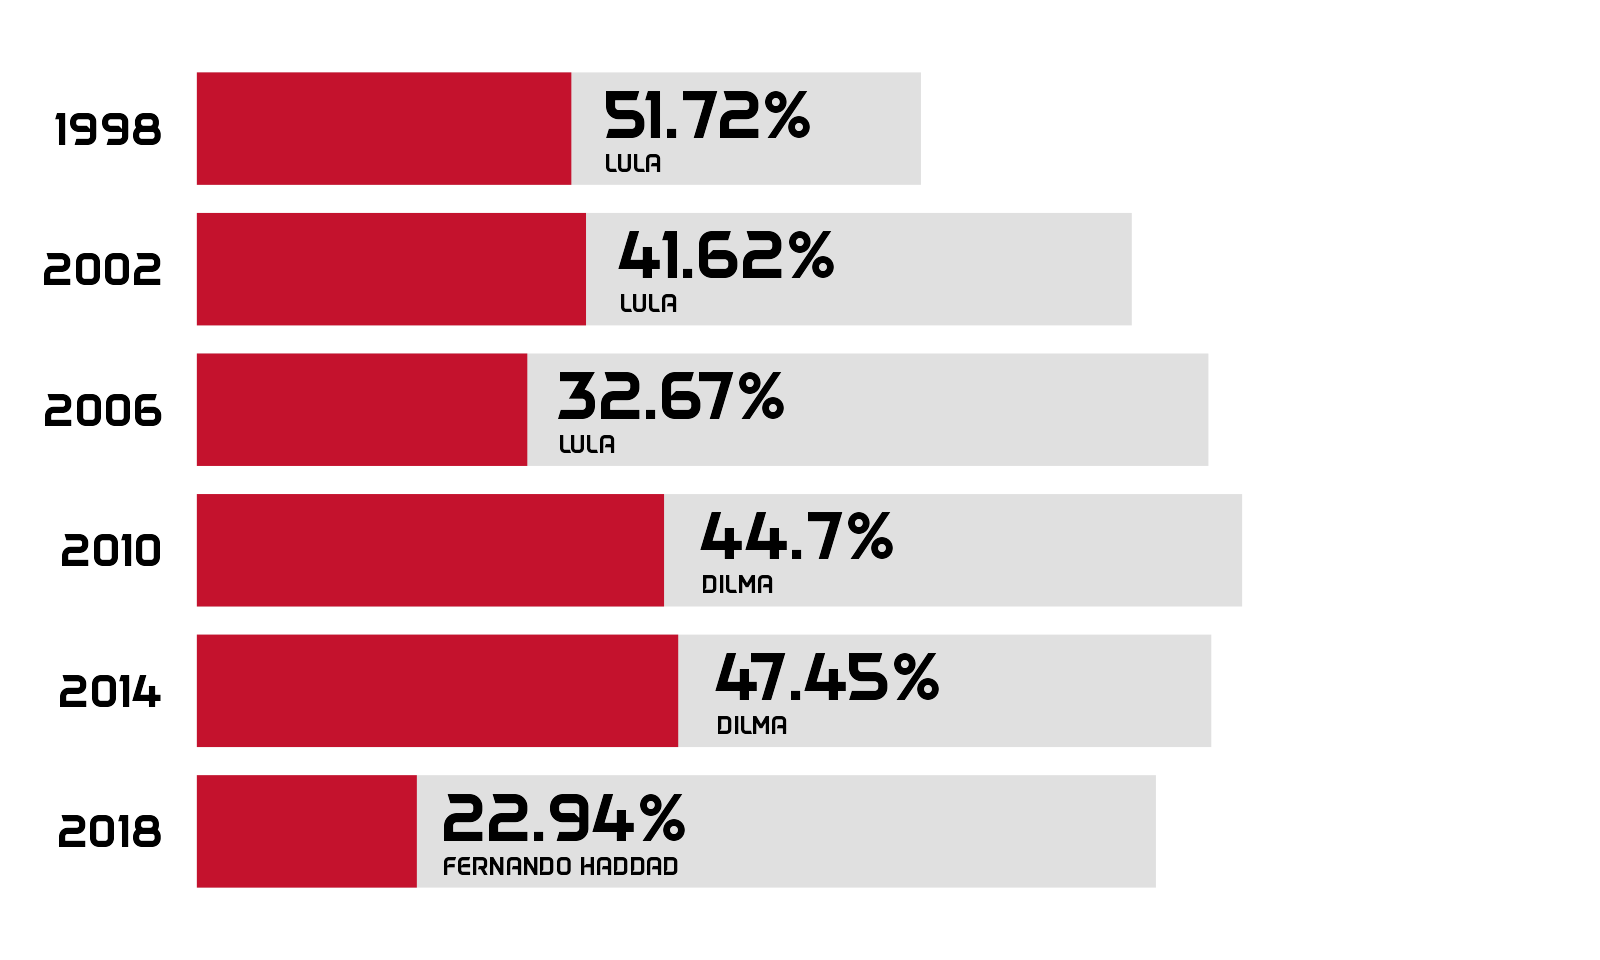 1998
51.72%
LULA
2002
41.62%
LULA
2006
32.67%
LULA
2010
44.7%
DILMA
2014
47.45%
DILMA
2018
22.94%
FERNANDO HADDAD